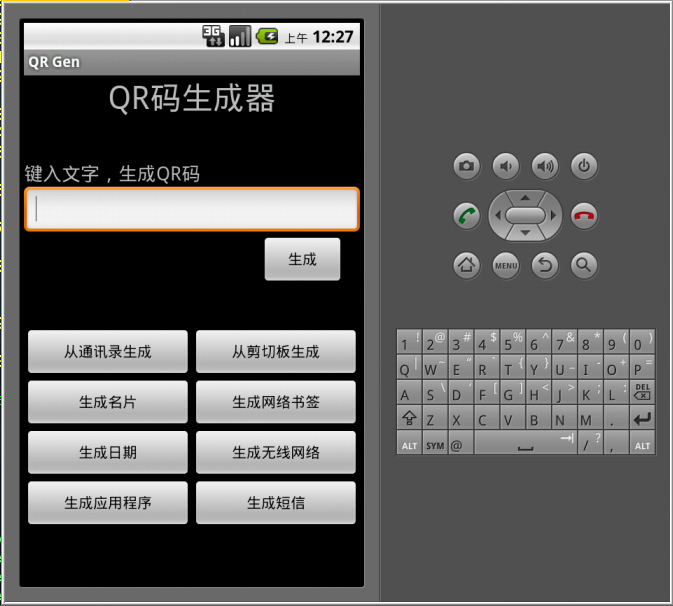 3G 上午 12:27
QR Gen
QR码生成器
键入文字，生成QR码
生成
从通讯录生成 从剪切板生成
生成名片 生成网络书签
生成日期 生成无线网络
生成应用程序 生成短信
MENU
1 ! 2 @ 3 # 4 $ 5 % 6 ^ 7 & 8 * 9 ( 0 )
Q | W ~ E “ R ` T { Y } U _ I - O + P =
A S \ D ' F [ G ] H < J > K ; L : DEL
Z X C V B N M .
ALT SYM @ / ? , ALT